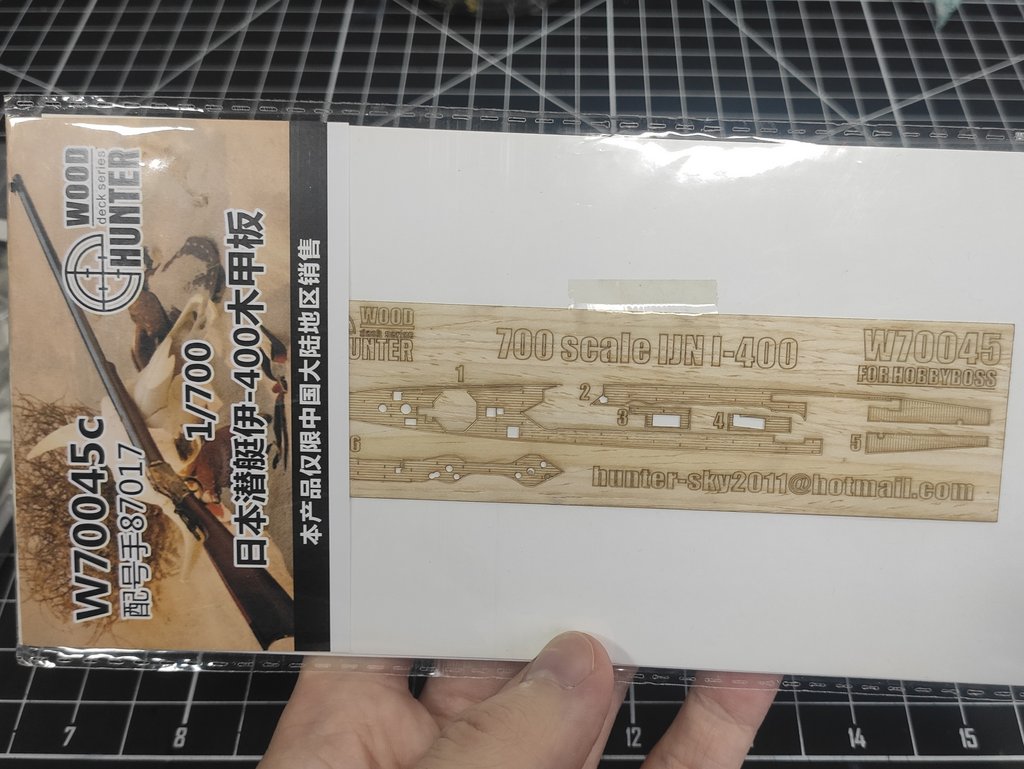 WOOD
deck series
HUNTER
W70045c
配号手87017
1/700
日本潜艇伊-400木甲板
本产品仅限中国大陆地区销售
WOOD
deck series
UNTER
700 scale IJN I-400
W70045
FOR HOBBYBOSS
1
2
3
4
5
6
hunter-sky2011@hotmail.com
7
8
12
14
15